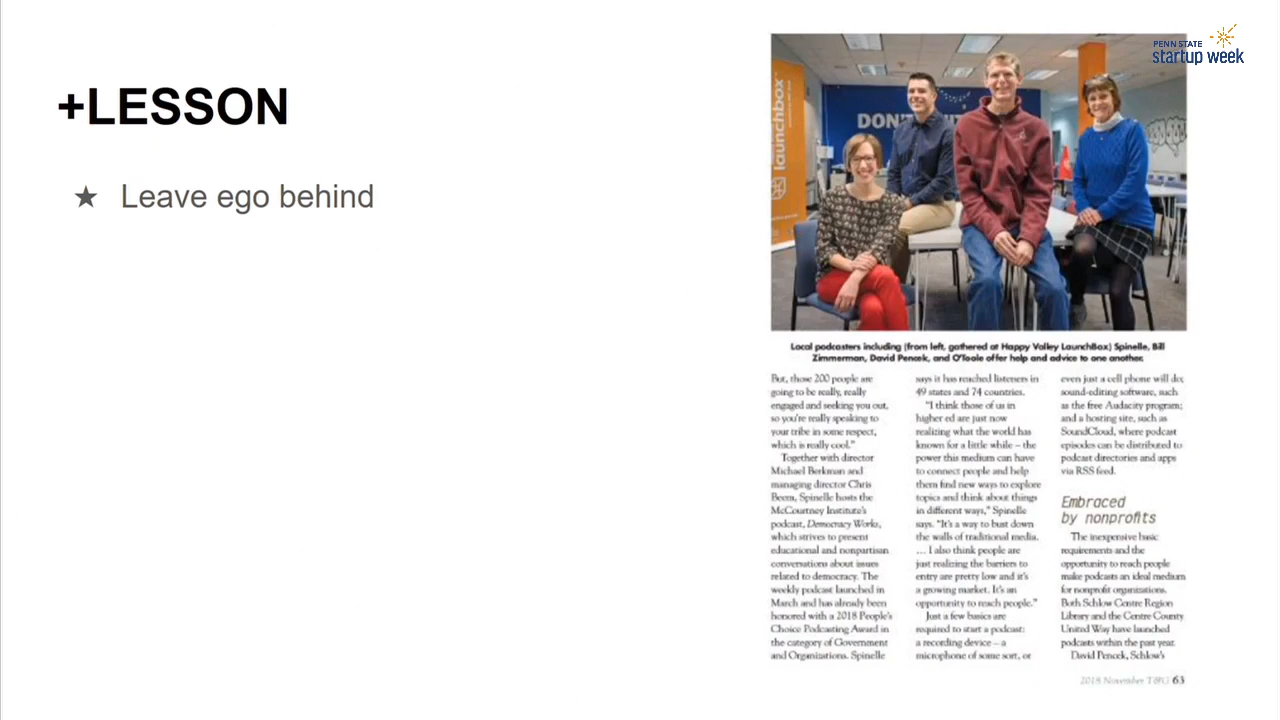 PENN STATE
startup week
+LESSON
★ Leave ego behind
launchbox
DON'T
Local podcasters including (from left, gathered at Happy Valley LaunchBox) Spinelle, Bill
Zimmerman, David Pencek, and O'Toole offer help and advice to one another.
But, those 200 people are
going to be really, really
engaged and seeking you out,
so you're really speaking to
your tribe in some respect,
which is really cool."
Together with director
Michael Berkman and
managing director Chris
Beem, Spinelle hosts the
McCourtney Institute's
podcast, Democracy Works,
which strives to present
educational and nonpartisan
conversations about issues
related to democracy. The
weekly podcast launched in
March and has already been
honored with a 2018 People's
Choice Podcasting Award in
the category of Government
and Organizations. Spinelle
says it has reached listeners in
49 states and 74 countries.
"I think those of us in
higher ed are just now
realizing what the world has
known for a little while – the
power this medium can have
to connect people and help
them find new ways to explore
topics and think about things
in different ways," Spinelle
says. "It's a way to bust down
the walls of traditional media.
… I also think people are
just realizing the barriers to
entry are pretty low and it's
a growing market. It's an
opportunity to reach people."
Just a few basics are
required to start a podcast:
a recording device – a
microphone of some sort, or
even just a cell phone will do;
sound-editing software, such
as the free Audacity program;
and a hosting site, such as
SoundCloud, where podcast
episodes can be distributed to
podcast directories and apps
via RSS feed.
Embraced
by nonprofits
The inexpensive basic
requirements and the
opportunity to reach people
make podcasts an ideal medium
for nonprofit organizations.
Both Schlow Centre Region
Library and the Centre County
United Way have launched
podcasts within the past year.
David Pencek, Schlow's
2018 November T&G 63